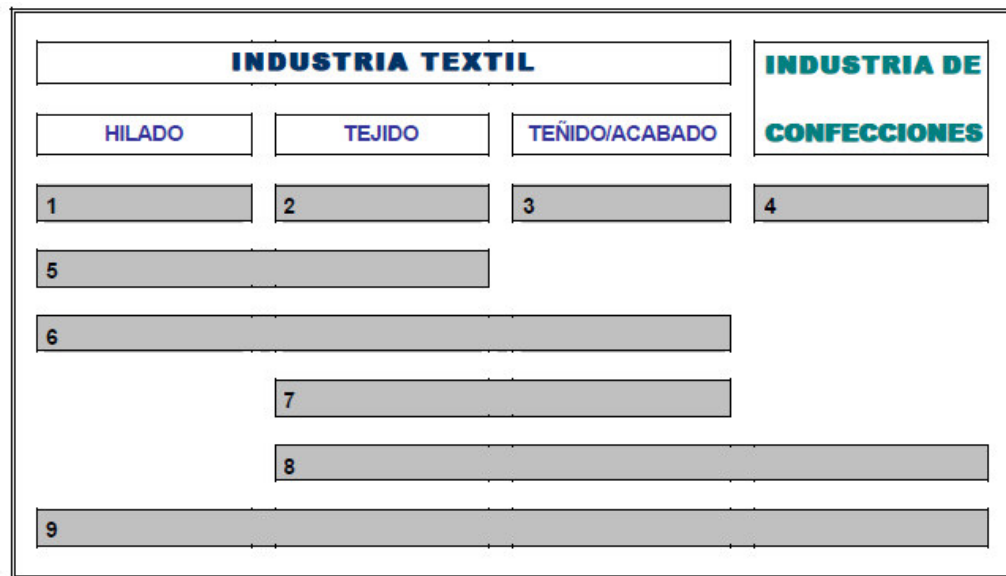 INDUSTRIA TEXTIL
INDUSTRIA DE
CONFECCIONES
HILADO
TEJIDO
TEÑIDO/ACABADO
1
2
3
4
5
6
7
8
9